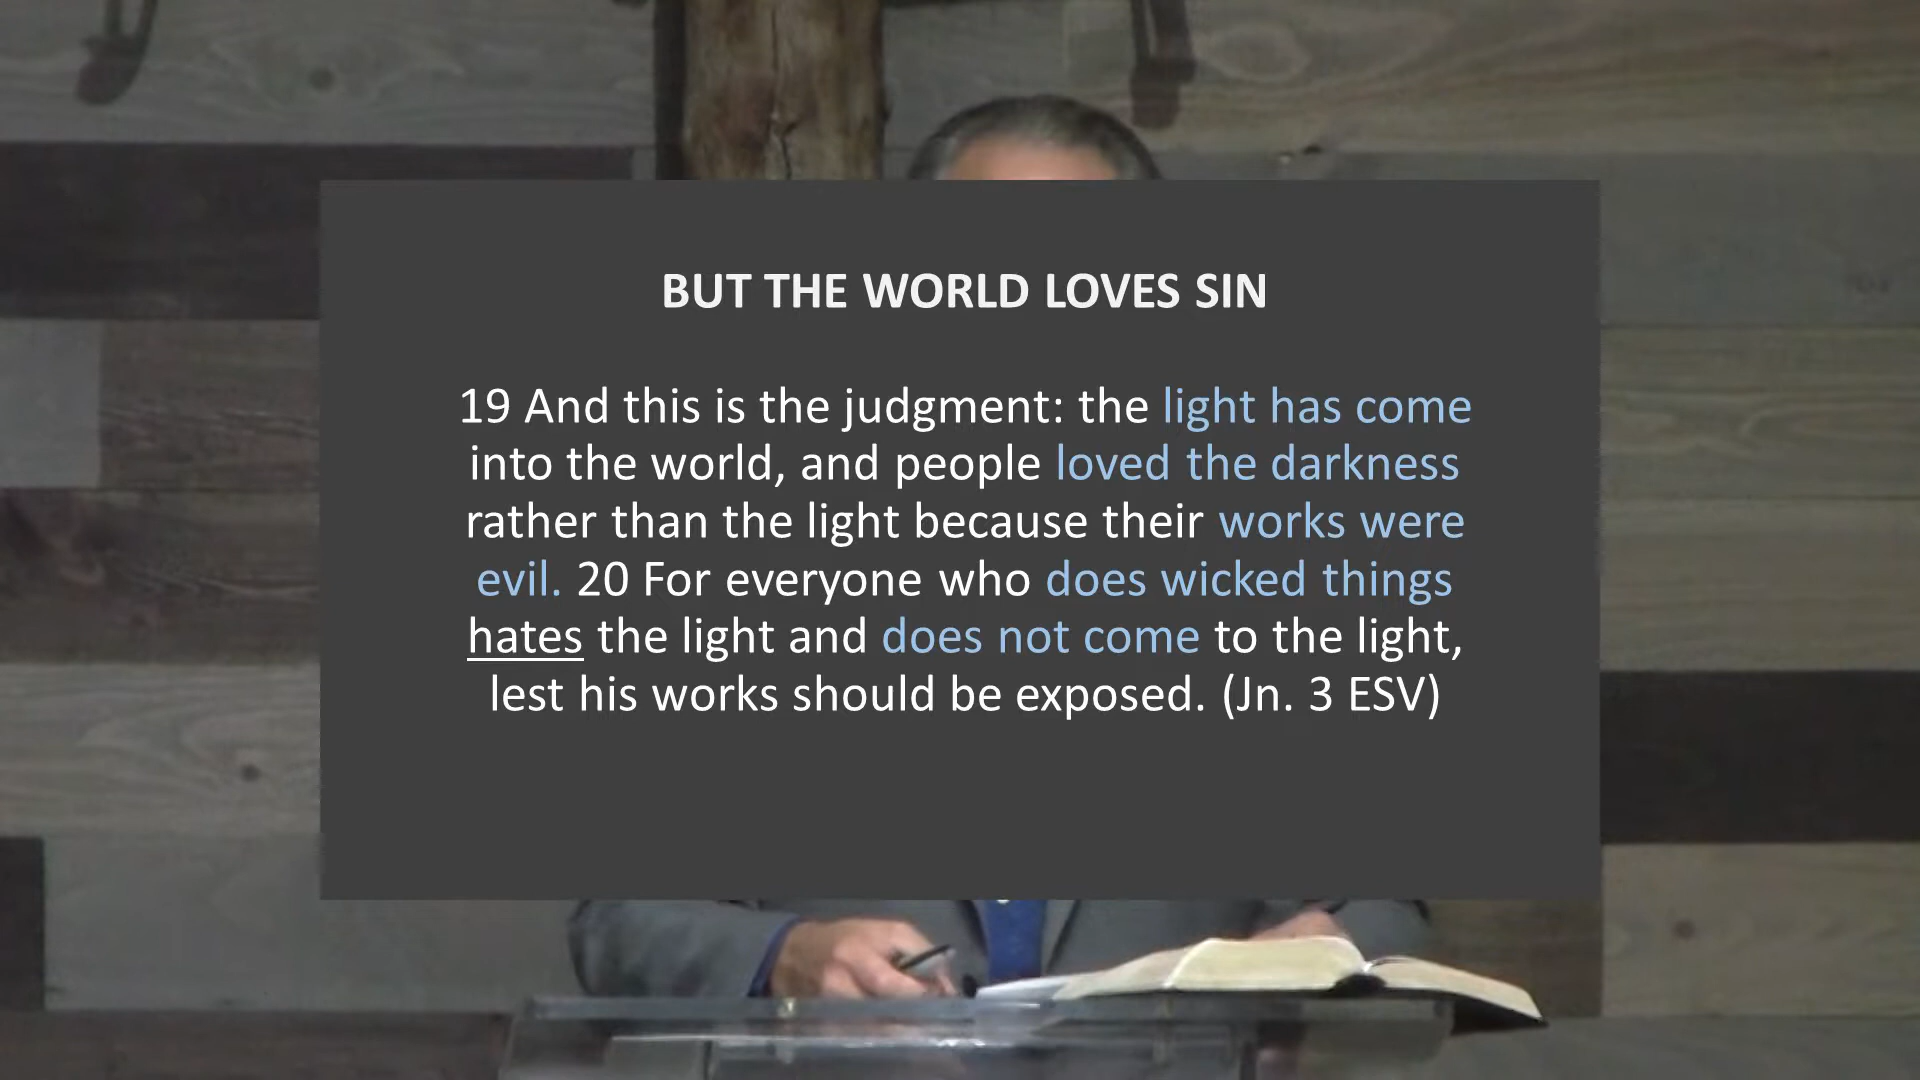 BUT THE WORLD LOVES SIN
19 And this is the judgment: the light has come
into the world, and people loved the darkness
rather than the light because their works were
evil. 20 For everyone who does wicked things
hates the light and does not come to the light,
lest his works should be exposed. (Jn. 3 ESV)